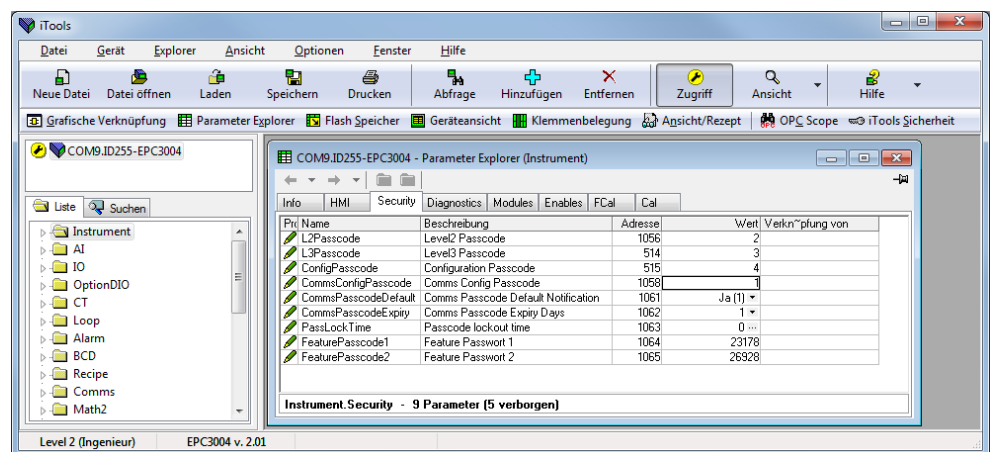 iTools
Datei Gerät Explorer Ansicht Optionen Fenster Hilfe
Neue Datei Datei öffnen Laden Speichern Drucken Abfrage Hinzufügen Entfernen Zugriff Ansicht Hilfe
Grafische Verknüpfung Parameter Explorer Flash Speicher Geräteansicht Klemmenbelegung Ansicht/Rezept OPC Scope iTools Sicherheit
COM9.ID255-EPC3004
Liste Suchen
Instrument
AI
IO
OptionDIO
CT
Loop
Alarm
BCD
Recipe
Comms
Math2
COM9.ID255-EPC3004 - Parameter Explorer (Instrument)
Info HMI Security Diagnostics Modules Enables FCal Cal
Pro Name Beschreibung Adresse Wert Verkn~pfung von
L2Passcode Level2 Passcode 1056 2
L3Passcode Level3 Passcode 514 3
ConfigPasscode Configuration Passcode 515 4
CommsConfigPasscode Comms Config Passcode 1058 1
CommsPasscodeDefault Comms Passcode Default Notification 1061 Ja (1)
CommsPasscodeExpiry Comms Passcode Expiry Days 1062 1
PassLockTime Passcode lockout time 1063 0 ...
FeaturePasscode1 Feature Passwort 1 1064 23178
FeaturePasscode2 Feature Passwort 2 1065 26928
Instrument.Security - 9 Parameter (5 verborgen)
Level 2 (Ingenieur) EPC3004 v. 2.01